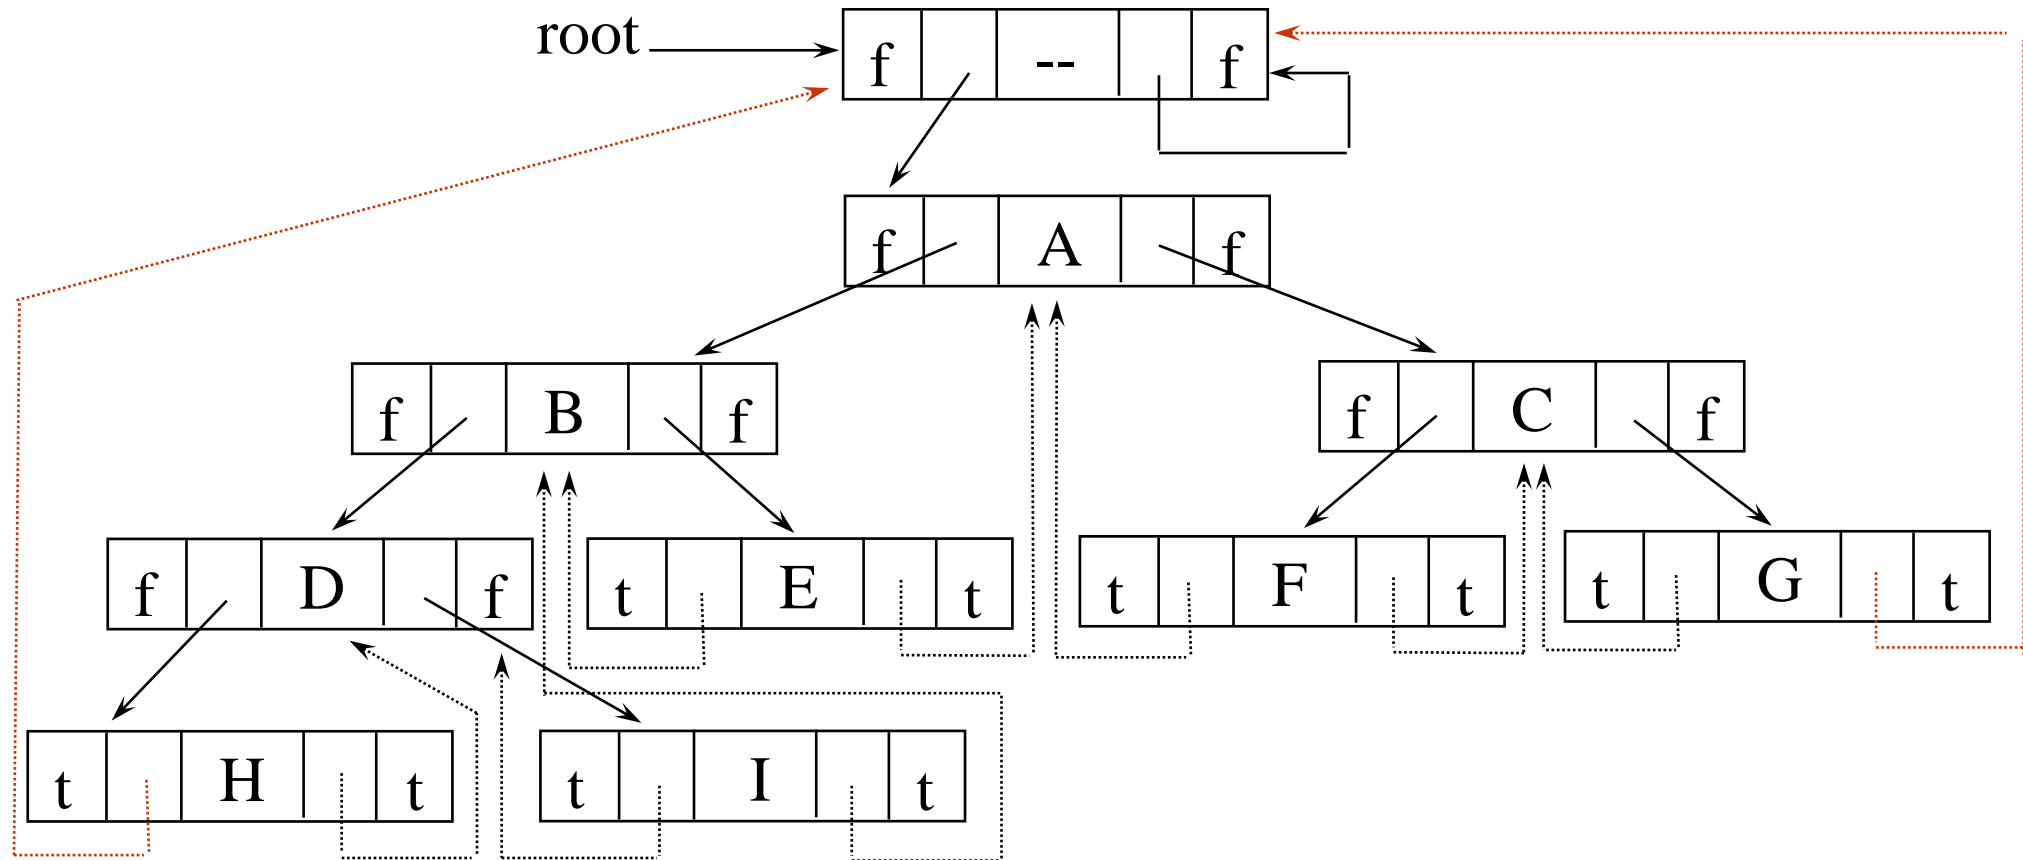 root f -- f
f A f
f B f f C f
f D f t E t t F t t G t
t H t t I t